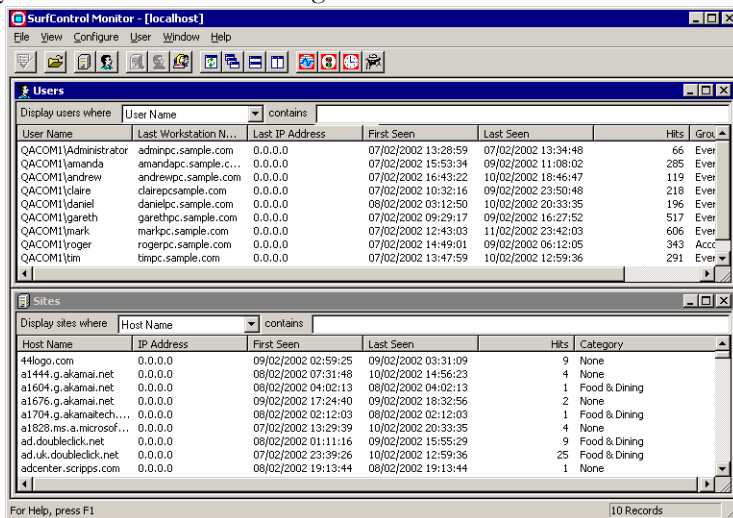 SurfControl Monitor - [localhost]
File View Configure User Window Help
Users
Display users where User Name contains
User Name Last Workstation N... Last IP Address First Seen Last Seen Hits Grou
QACOM1\Administrator adminpc.sample.com 0.0.0.0 07/02/2002 13:28:59 07/02/2002 13:34:48 66 Ever
QACOM1\amanda amandapc.sample.c... 0.0.0.0 07/02/2002 15:53:34 09/02/2002 11:08:02 285 Ever
QACOM1\andrew andrewpc.sample.com 0.0.0.0 07/02/2002 16:43:22 10/02/2002 18:46:47 119 Ever
QACOM1\claire clairepcsample.com 0.0.0.0 07/02/2002 10:32:16 09/02/2002 23:50:48 218 Ever
QACOM1\daniel danielpc.sample.com 0.0.0.0 08/02/2002 03:12:50 10/02/2002 20:33:35 196 Ever
QACOM1\gareth garethpc.sample.com 0.0.0.0 07/02/2002 09:29:17 09/02/2002 16:27:52 517 Ever
QACOM1\mark markpc.sample.com 0.0.0.0 07/02/2002 12:43:03 11/02/2002 23:42:03 606 Ever
QACOM1\roger rogerpc.sample.com 0.0.0.0 07/02/2002 14:49:01 09/02/2002 06:12:05 343 Acco
QACOM1\tim timpc.sample.com 0.0.0.0 07/02/2002 13:47:59 10/02/2002 12:59:36 291 Ever
Sites
Display sites where Host Name contains
Host Name IP Address First Seen Last Seen Hits Category
44logo.com 0.0.0.0 09/02/2002 02:59:25 09/02/2002 03:31:09 9 None
a1444.g.akamai.net 0.0.0.0 08/02/2002 07:31:48 10/02/2002 14:56:23 4 None
a1604.g.akamai.net 0.0.0.0 08/02/2002 04:02:13 08/02/2002 04:02:13 1 Food & Dining
a1676.g.akamai.net 0.0.0.0 09/02/2002 17:24:40 09/02/2002 18:32:56 2 None
a1704.g.akamaitech.... 0.0.0.0 08/02/2002 02:12:03 08/02/2002 02:12:03 1 Food & Dining
a1828.ms.a.microsof... 0.0.0.0 07/02/2002 13:29:39 10/02/2002 20:33:35 4 None
ad.doubleclick.net 0.0.0.0 08/02/2002 01:11:16 09/02/2002 15:55:29 9 Food & Dining
ad.uk.doubleclick.net 0.0.0.0 07/02/2002 23:39:26 10/02/2002 12:59:36 25 Food & Dining
adcenter.scripps.com 0.0.0.0 08/02/2002 19:13:44 08/02/2002 19:13:44 1 None
For Help, press F1 10 Records